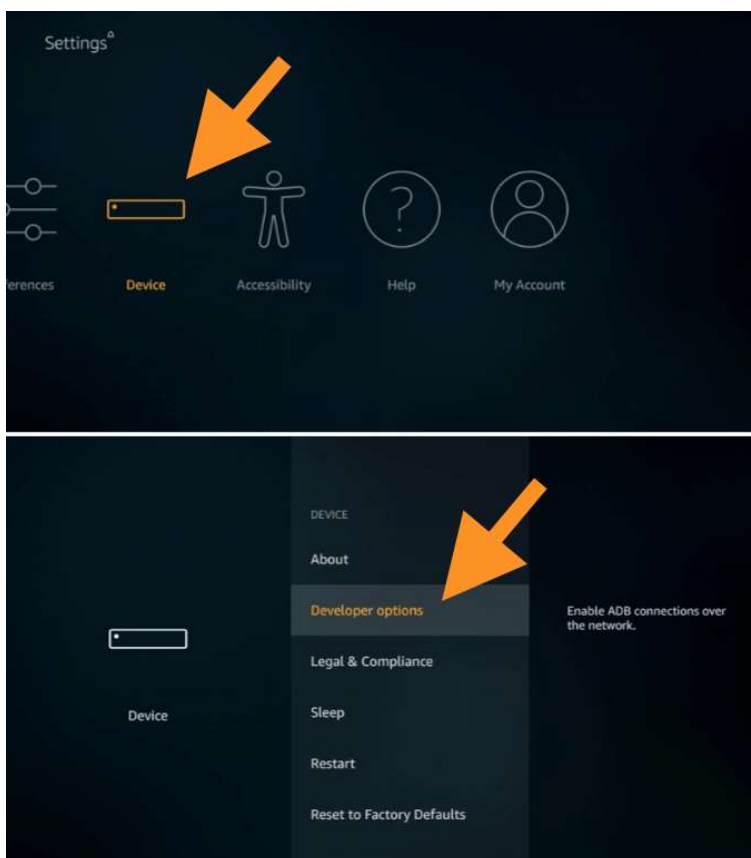 Settings
erences
Device
Accessibility
Help
My Account
DEVICE
About
Developer options
Enable ADB connections over
the network.
Legal & Compliance
Device
Sleep
Restart
Reset to Factory Defaults